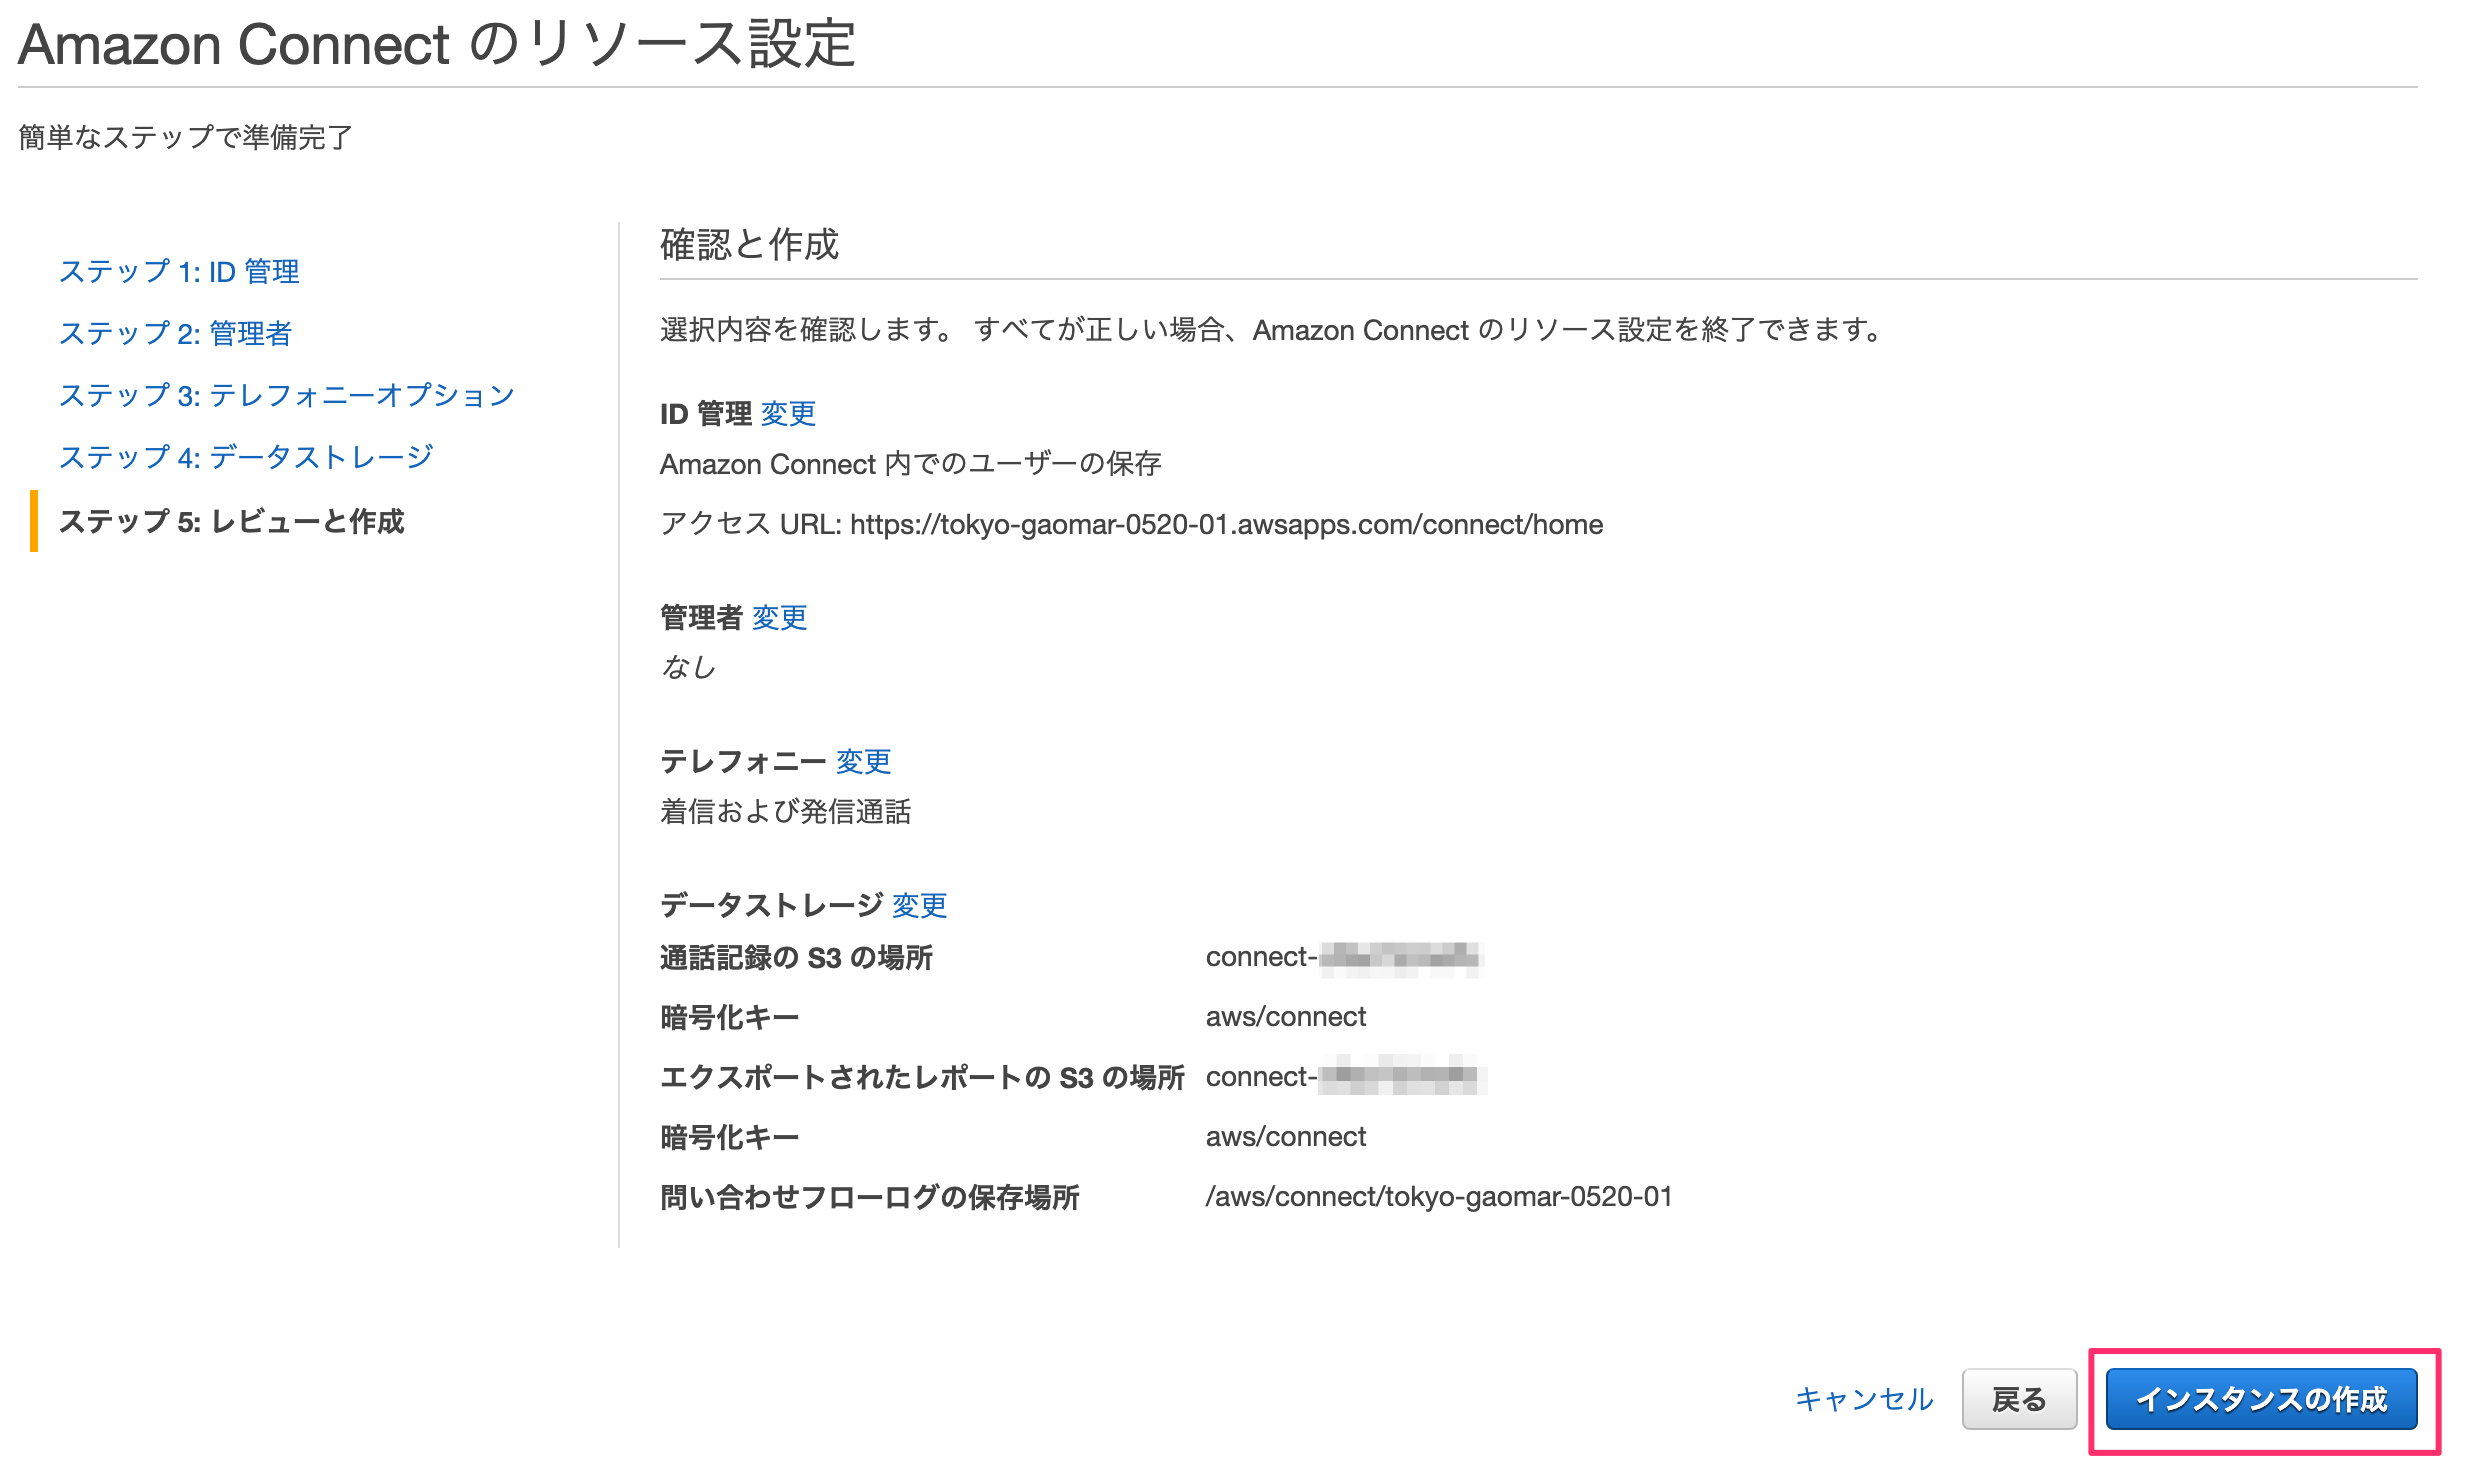 Amazon Connect のリソース設定
簡単なステップで準備完了
ステップ 1: ID 管理
ステップ 2: 管理者
ステップ 3: テレフォニーオプション
ステップ 4: データストレージ
ステップ 5: レビューと作成
確認と作成
選択内容を確認します。 すべてが正しい場合、Amazon Connect のリソース設定を終了できます。
ID 管理 変更
Amazon Connect 内でのユーザーの保存
アクセス URL: https://tokyo-gaomar-0520-01.awsapps.com/connect/home
管理者 変更
なし
テレフォニー 変更
着信および発信通話
データストレージ 変更
通話記録の S3 の場所 connect-
暗号化キー aws/connect
エクスポートされたレポートの S3 の場所 connect-
暗号化キー aws/connect
問い合わせフローログの保存場所 /aws/connect/tokyo-gaomar-0520-01
キャンセル 戻る インスタンスの作成